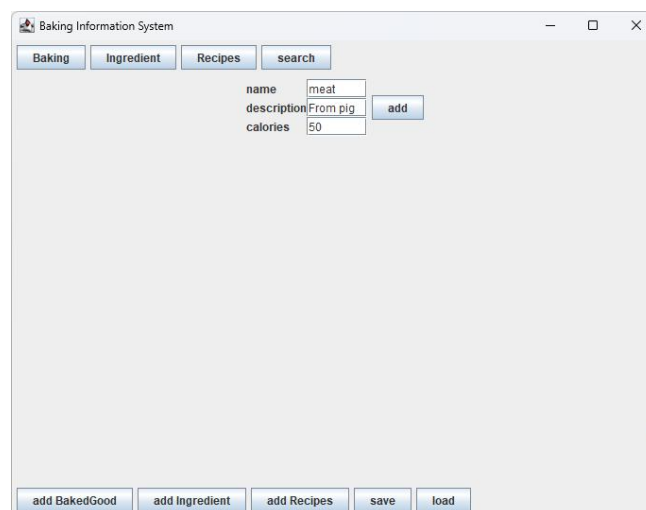 Baking Information System
Baking Ingredient Recipes search
name meat
description From pig add
calories 50
add BakedGood add Ingredient add Recipes save load